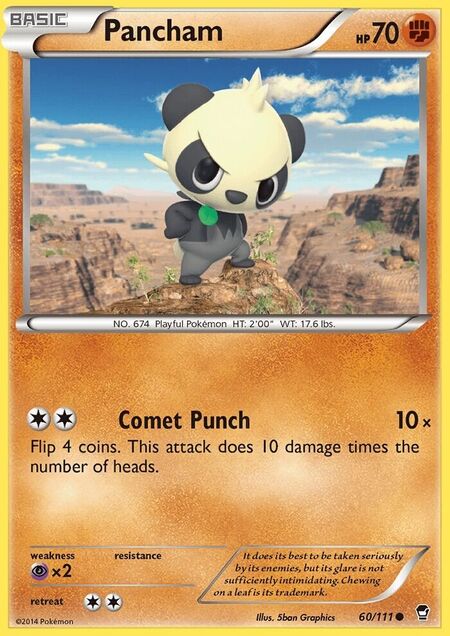 BASIC
Pancham
HP 70
NO. 674 Playful Pokémon HT: 2'00" WT: 17.6 lbs.
Comet Punch 10×
Flip 4 coins. This attack does 10 damage times the
number of heads.
weakness resistance
×2
retreat
It does its best to be taken seriously
by its enemies, but its glare is not
sufficiently intimidating. Chewing
on a leaf is its trademark.
©2014 Pokémon
Illus. 5ban Graphics
60/111